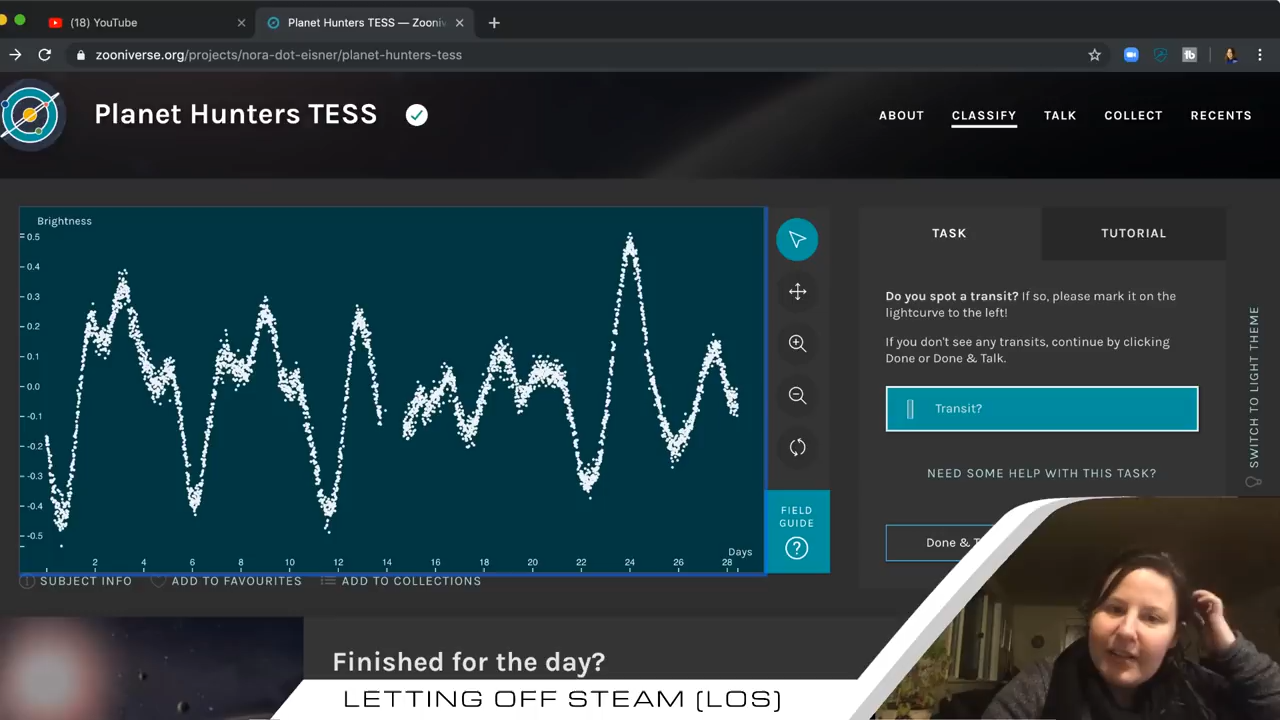 (18) YouTube
Planet Hunters TESS — Zooniv
zooniverse.org/projects/nora-dot-eisner/planet-hunters-tess
Planet Hunters TESS
ABOUT
CLASSIFY
TALK
COLLECT
RECENTS
Brightness
0.5
0.4
0.3
0.2
0.1
0.0
-0.1
-0.2
-0.3
-0.4
-0.5
2 4 6 8 10 12 14 16 18 20 22 24 26 28
Days
FIELD
GUIDE
?
SUBJECT INFO
ADD TO FAVOURITES
ADD TO COLLECTIONS
TASK
TUTORIAL
Do you spot a transit? If so, please mark it on the
lightcurve to the left!
If you don't see any transits, continue by clicking
Done or Done & Talk.
Transit?
NEED SOME HELP WITH THIS TASK?
Done & T
SWITCH TO LIGHT THEME
Finished for the day?
LETTING OFF STEAM (LOS)